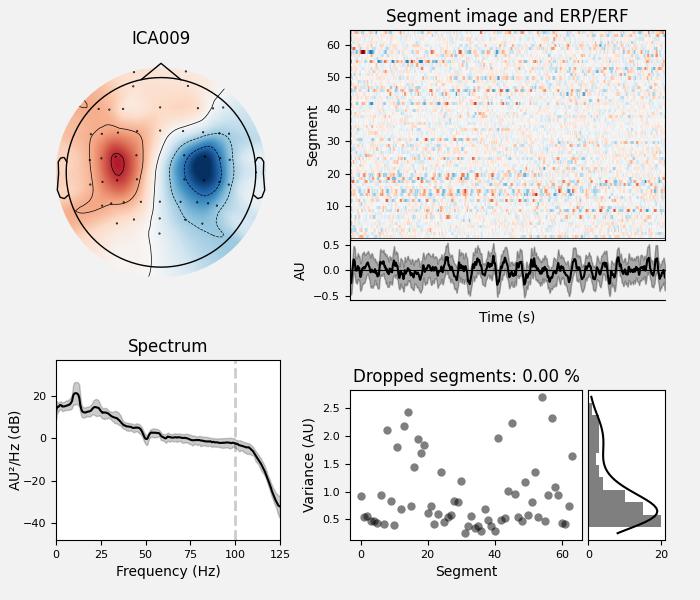 ICA009
Segment image and ERP/ERF
60
50
40
30
20
10
Segment
0.5
0.0
−0.5
AU
Time (s)
Spectrum
20
0
−20
−40
AU²/Hz (dB)
0
25
50
75
100
125
Frequency (Hz)
Dropped segments: 0.00 %
2.5
2.0
1.5
1.0
0.5
Variance (AU)
0
20
40
60
Segment
0
20